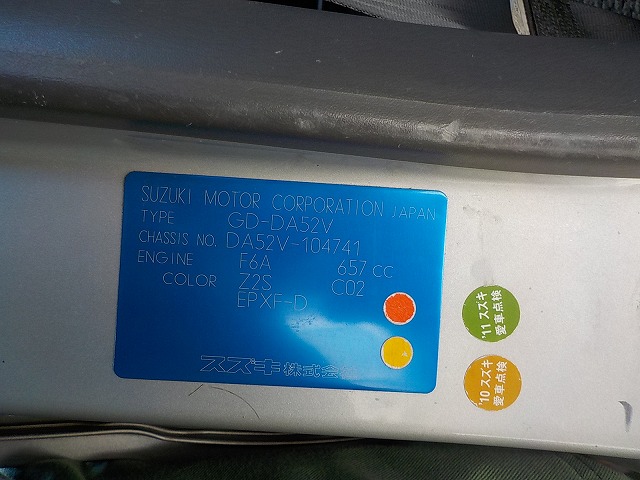 SUZUKI MOTOR CORPORATION JAPAN
TYPE GD-DA52V
CHASSIS NO. DA52V-104741
ENGINE F6A 657 CC
COLOR Z2S C02
EPXF-D
スズキ株式会
'11 スズキ
愛車点検
'10 スズキ
愛車点検